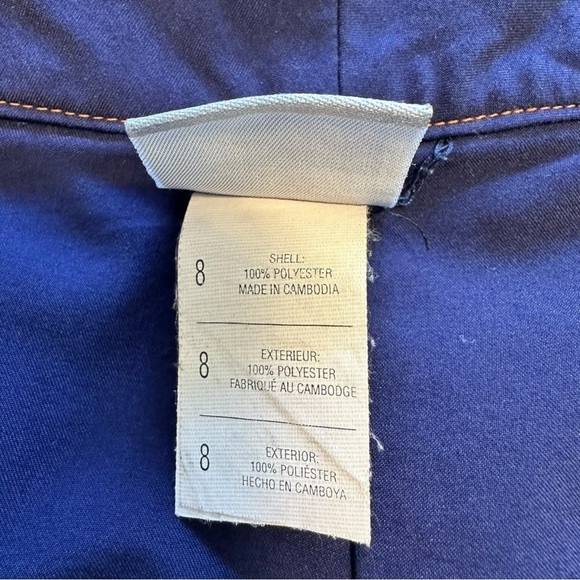 8
SHELL:
100% POLYESTER
MADE IN CAMBODIA
8
EXTERIEUR:
100% POLYESTER
FABRIQUÉ AU CAMBODGE
8
EXTERIOR:
100% POLIÉSTER
HECHO EN CAMBOYA